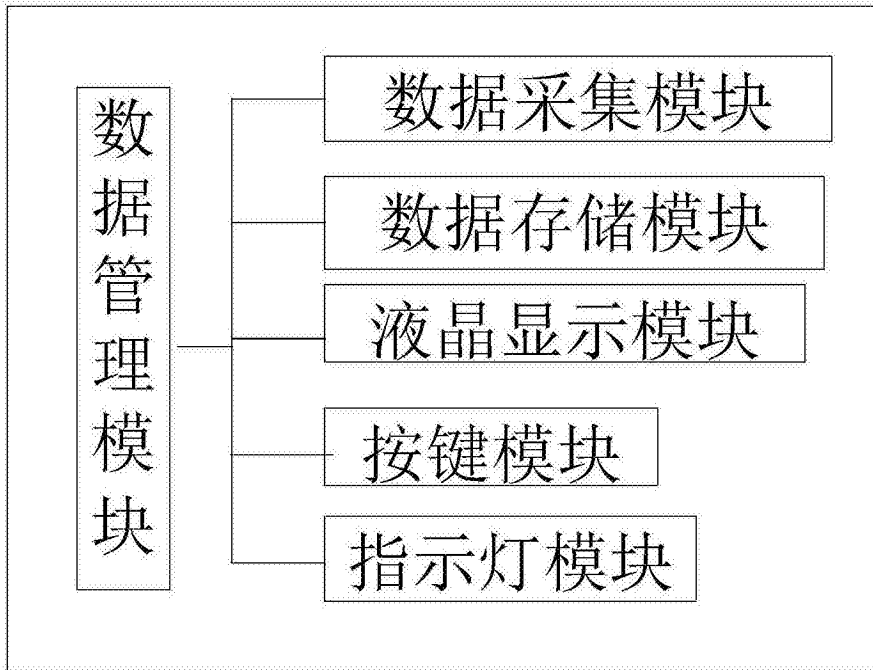 数据管理模块
数据采集模块
数据存储模块
液晶显示模块
按键模块
指示灯模块